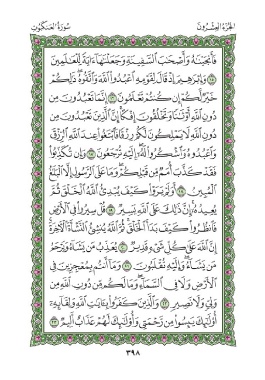 الجزء العشرون سورة العنكبوت
فَأَنجَيْنَٰهُ وَأَصْحَٰبَ ٱلسَّفِينَةِ وَجَعَلْنَٰهَآ ءَايَةً لِّلْعَٰلَمِينَ
١٥ وَإِبْرَٰهِيمَ إِذْ قَالَ لِقَوْمِهِ ٱعْبُدُوا۟ ٱللَّهَ وَٱتَّقُوهُ ذَٰلِكُمْ
خَيْرٌ لَّكُمْ إِن كُنتُمْ تَعْلَمُونَ ١٦ إِنَّمَا تَعْبُدُونَ مِن
دُونِ ٱللَّهِ أَوْثَٰنًا وَتَخْلُقُونَ إِفْكًا إِنَّ ٱلَّذِينَ تَعْبُدُونَ مِن
دُونِ ٱللَّهِ لَا يَمْلِكُونَ لَكُمْ رِزْقًا فَٱبْتَغُوا۟ عِندَ ٱللَّهِ ٱلرِّزْقَ
وَٱعْبُدُوهُ وَٱشْكُرُوا۟ لَهُۥٓ إِلَيْهِ تُرْجَعُونَ ١٧ وَإِن تُكَذِّبُوا۟
فَقَدْ كَذَّبَ أُمَمٌ مِّن قَبْلِكُمْ وَمَا عَلَى ٱلرَّسُولِ إِلَّا ٱلْبَلَٰغُ
ٱلْمُبِينُ ١٨ أَوَلَمْ يَرَوْا۟ كَيْفَ يُبْدِئُ ٱللَّهُ ٱلْخَلْقَ ثُمَّ
يُعِيدُهُۥٓ إِنَّ ذَٰلِكَ عَلَى ٱللَّهِ يَسِيرٌ ١٩ قُلْ سِيرُوا۟ فِى ٱلْأَرْضِ
فَٱنظُرُوا۟ كَيْفَ بَدَأَ ٱلْخَلْقَ ثُمَّ ٱللَّهُ يُنشِئُ ٱلنَّشْأَةَ ٱلْءَاخِرَةَ
إِنَّ ٱللَّهَ عَلَىٰ كُلِّ شَىْءٍ قَدِيرٌ ٢٠ يُعَذِّبُ مَن يَشَآءُ وَيَرْحَمُ
مَن يَشَآءُ وَإِلَيْهِ تُقْلَبُونَ ٢١ وَمَآ أَنتُم بِمُعْجِزِينَ فِى
ٱلْأَرْضِ وَلَا فِى ٱلسَّمَآءِ وَمَا لَكُم مِّن دُونِ ٱللَّهِ مِن
وَلِىٍّ وَلَا نَصِيرٍ ٢٢ وَٱلَّذِينَ كَفَرُوا۟ بِـَٔايَٰتِ ٱللَّهِ وَلِقَآئِهِۦٓ
أُو۟لَٰٓئِكَ يَئِسُوا۟ مِن رَّحْمَتِى وَأُو۟لَٰٓئِكَ لَهُمْ عَذَابٌ أَلِيمٌ ٢٣
٣٩٨